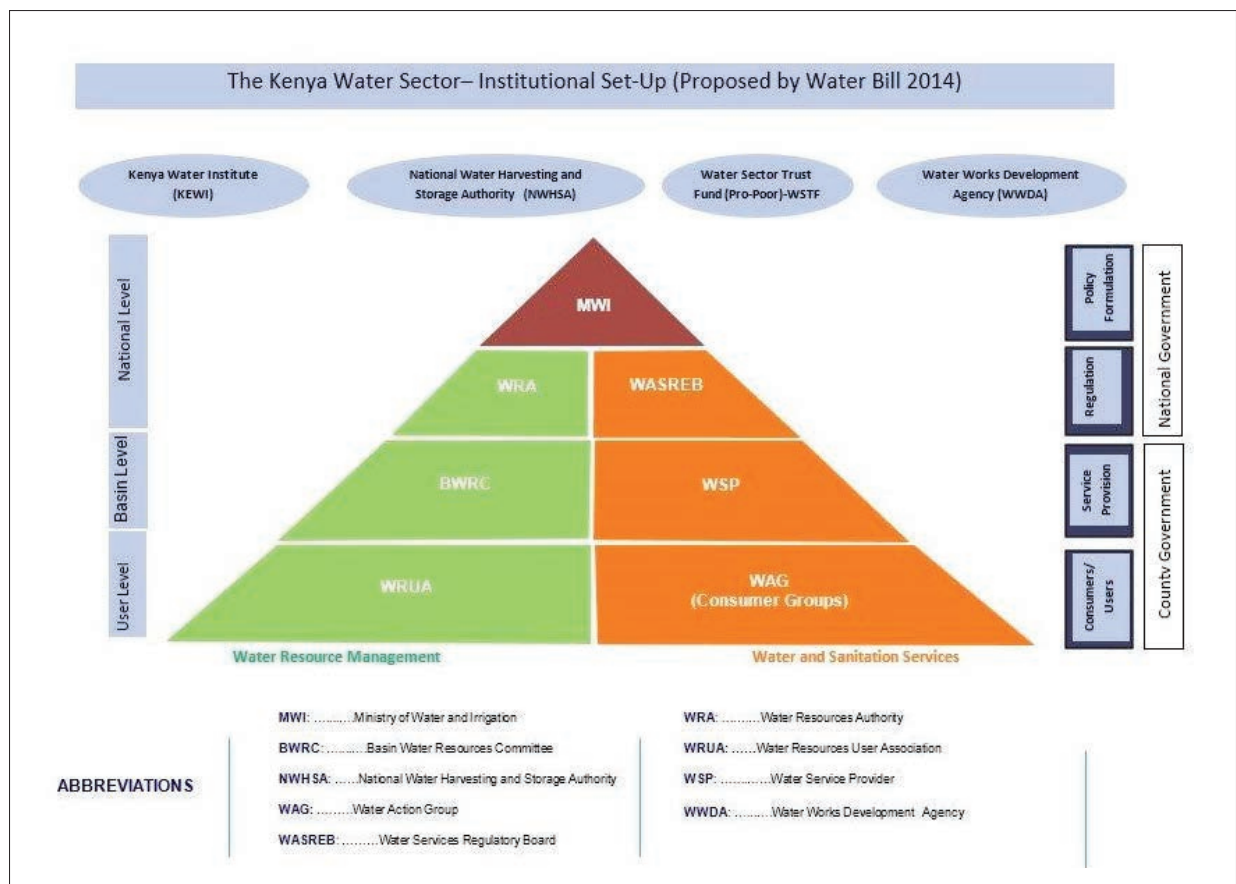 The Kenya Water Sector– Institutional Set-Up (Proposed by Water Bill 2014)
Kenya Water Institute
(KEWI)
National Water Harvesting and
Storage Authority (NWHSA)
Water Sector Trust
Fund (Pro-Poor)-WSTF
Water Works Development
Agency (WWDA)
National Level
Basin Level
User Level
MWI
WRA
WASREB
BWRC
WSP
WRUA
WAG
(Consumer Groups)
Policy
Formulation
Regulation
Service
Provision
Consumers/
Users
National Government
County Government
Water Resource Management
Water and Sanitation Services
ABBREVIATIONS
MWI: ..........Ministry of Water and Irrigation
BWRC: ..........Basin Water Resources Committee
NWHSA: ......National Water Harvesting and Storage Authority
WAG: .........Water Action Group
WASREB: .........Water Services Regulatory Board
WRA: ..........Water Resources Authority
WRUA: ......Water Resources User Association
WSP: ............Water Service Provider
WWDA: ..........Water Works Development Agency